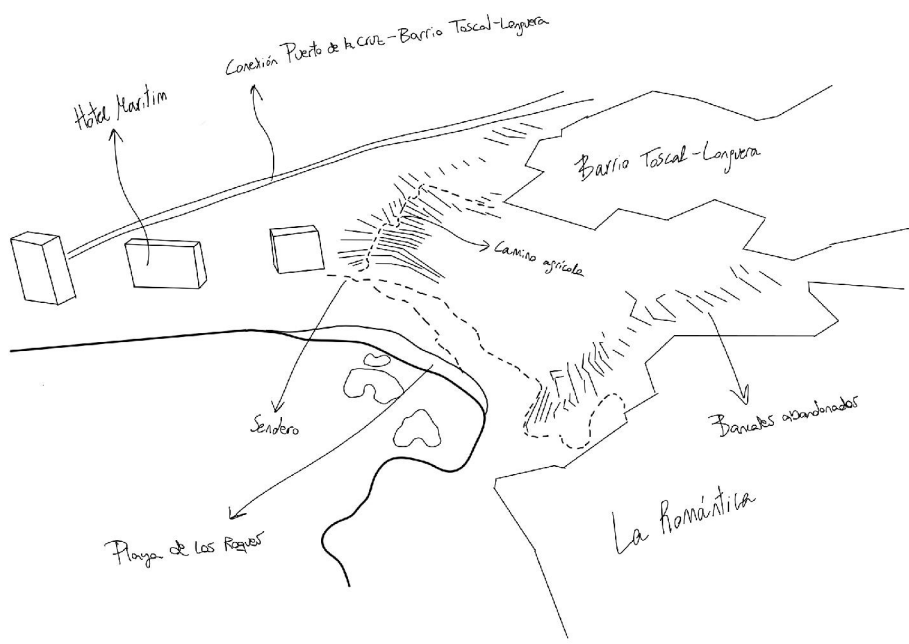 Conexión Puerto de la Cruz-Barrio Toscal-Longuera
Hotel Maritim
Barrio Toscal-Longuera
Camino agrícola
Sendero
Bancales abandonados
Playa de Los Roques
La Romántica